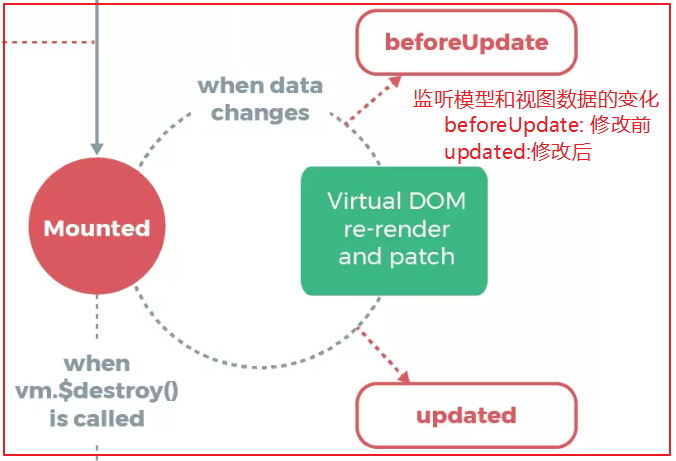 beforeUpdate
when data
changes
监听模型和视图数据的变化
beforeUpdate: 修改前
updated:修改后
Mounted
Virtual DOM
re-render
and patch
when
vm.$destroy()
is called
updated